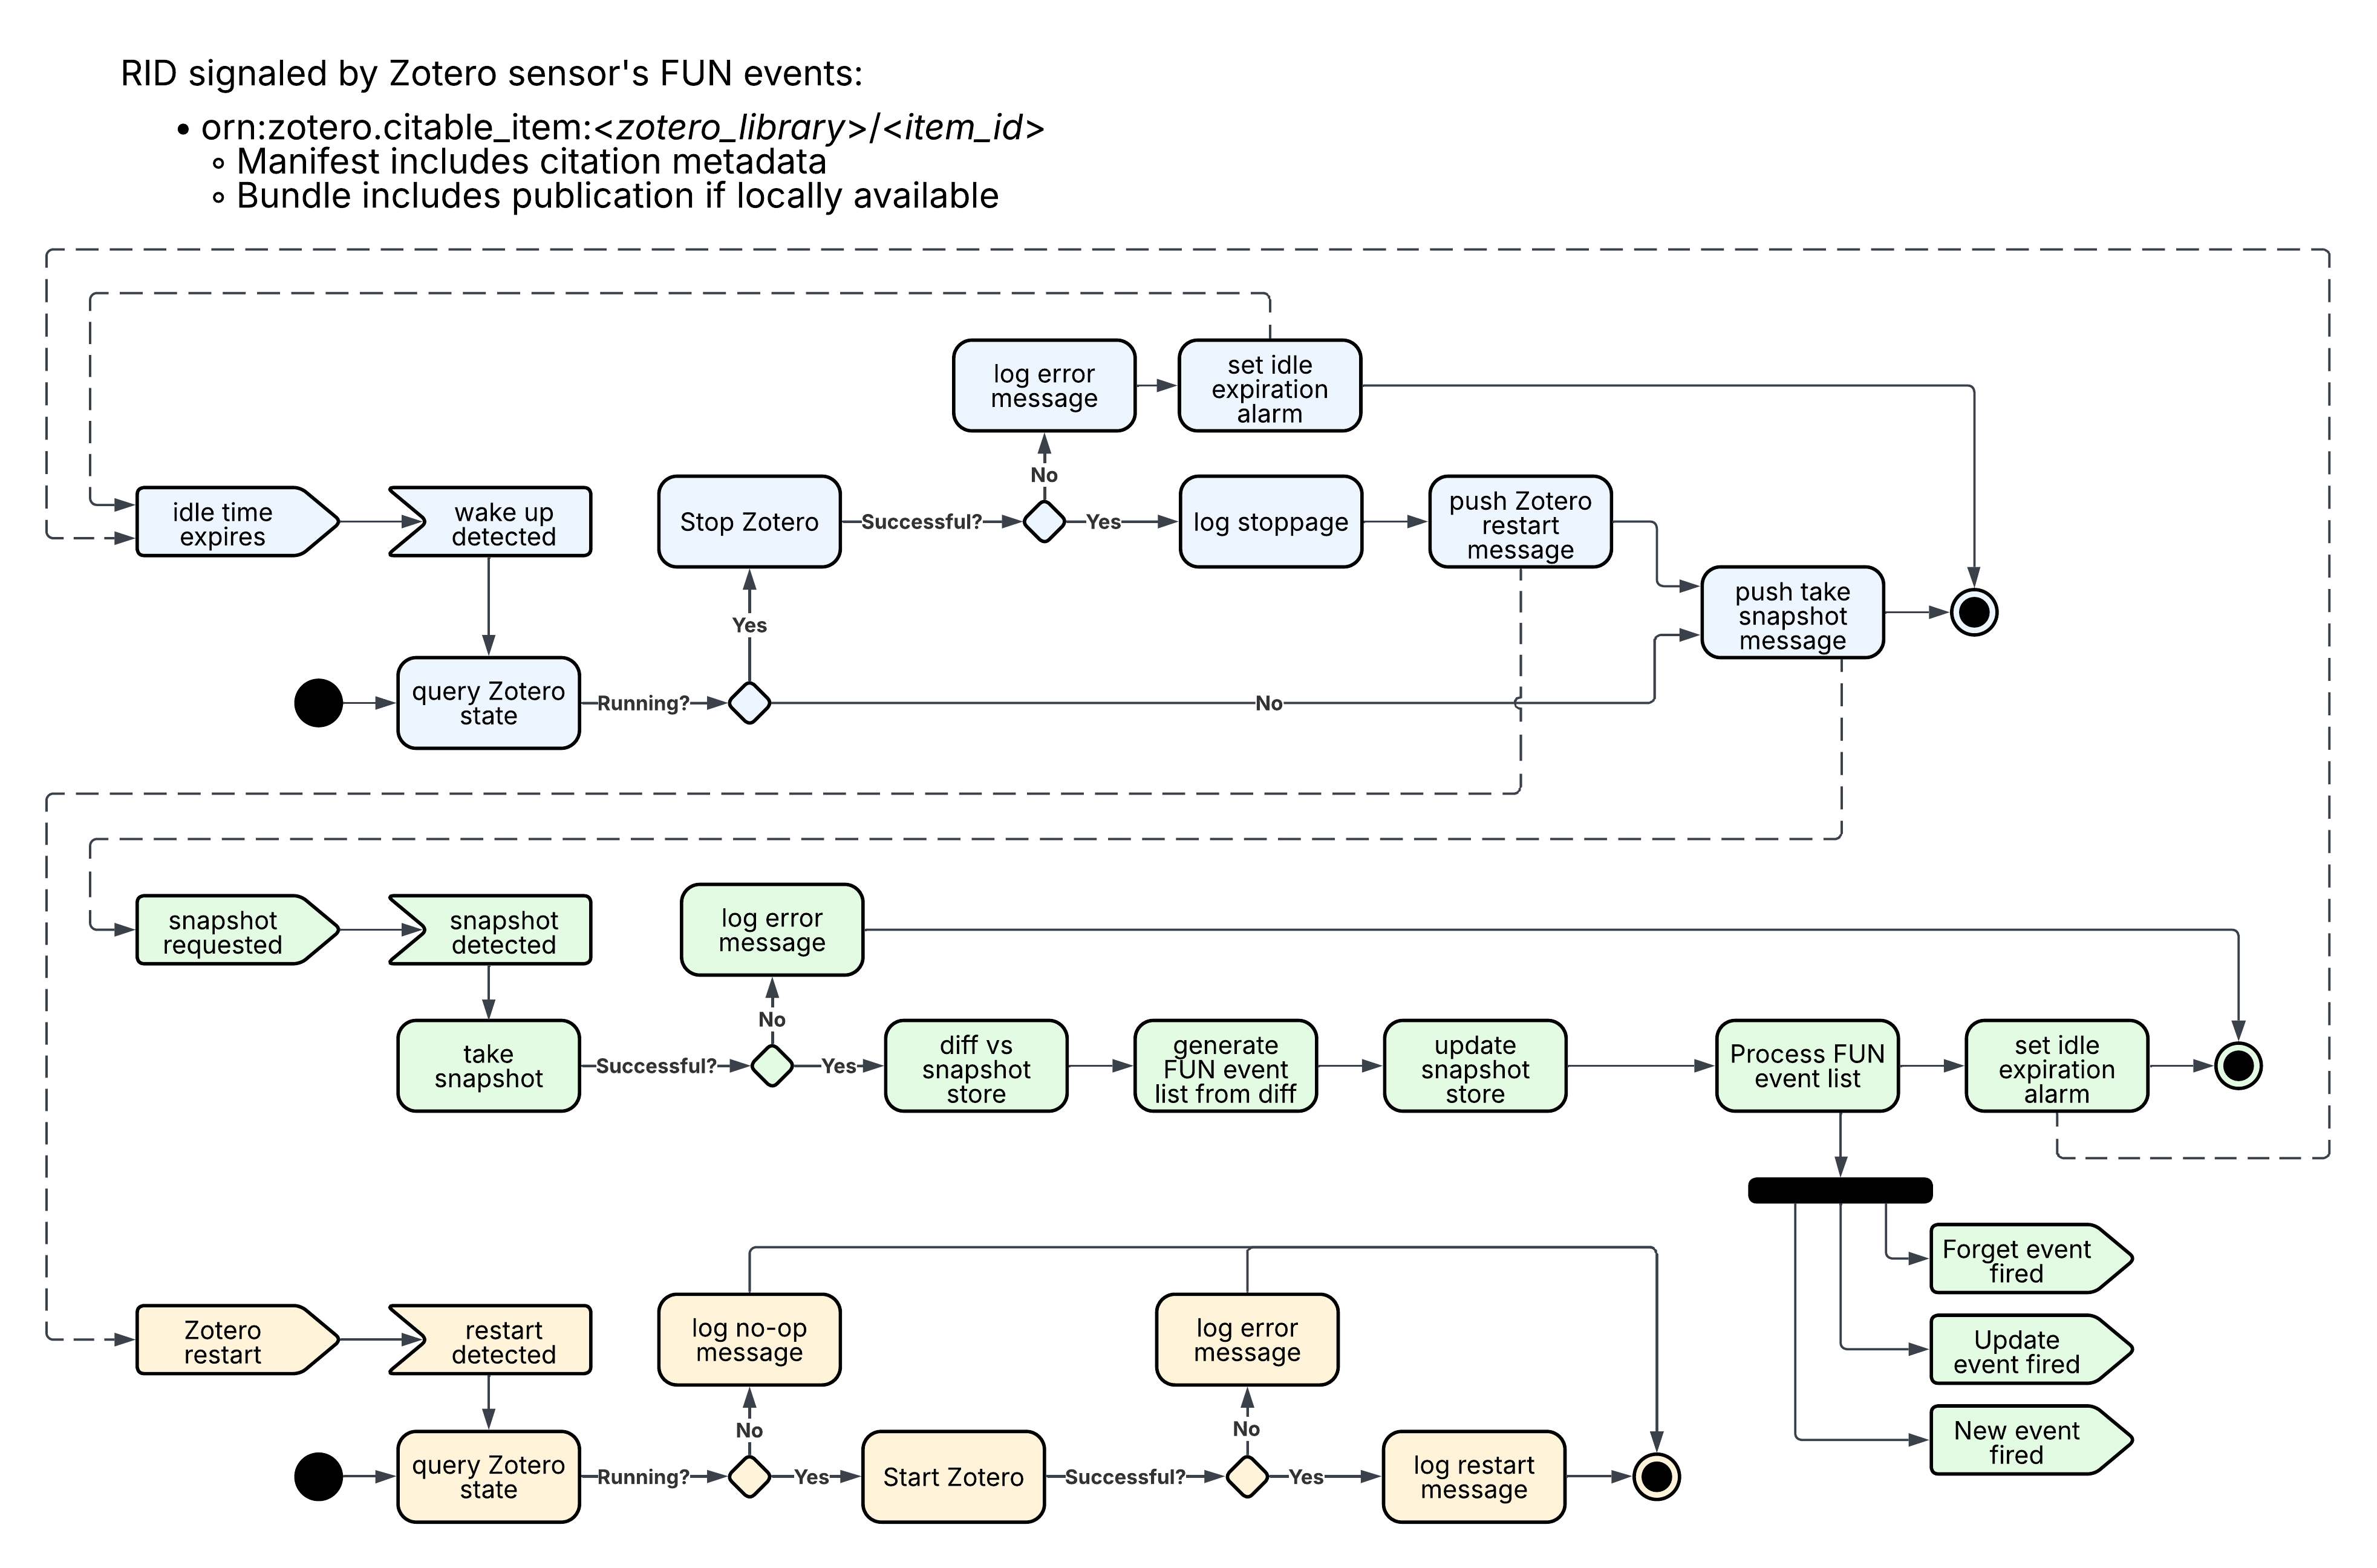 RID signaled by Zotero sensor's FUN events:
• orn:zotero.citable_item:<zotero_library>/<item_id>
◦ Manifest includes citation metadata
◦ Bundle includes publication if locally available
log error
message
set idle
expiration
alarm
No
idle time
expires
wake up
detected
Stop Zotero
Successful?
Yes
log stoppage
push Zotero
restart
message
Yes
push take
snapshot
message
query Zotero
state
Running?
No
snapshot
requested
snapshot
detected
log error
message
No
take
snapshot
Successful?
Yes
diff vs
snapshot
store
generate
FUN event
list from diff
update
snapshot
store
Process FUN
event list
set idle
expiration
alarm
Forget event
fired
Update
event fired
New event
fired
Zotero
restart
restart
detected
log no-op
message
log error
message
No
No
query Zotero
state
Running?
Yes
Start Zotero
Successful?
Yes
log restart
message